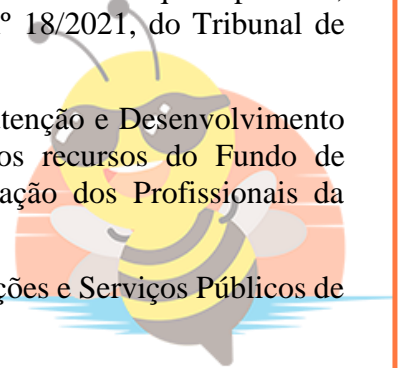 º 18/2021, do Tribunal de
tenção e Desenvolvimento
os recursos do Fundo de
ação dos Profissionais da
ções e Serviços Públicos de